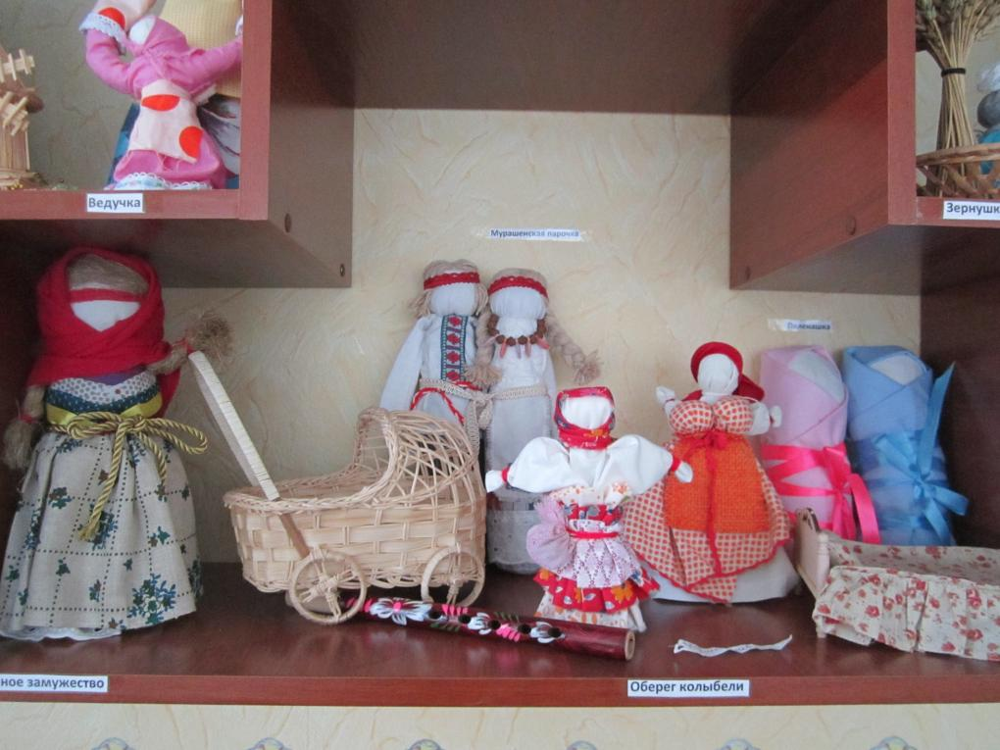 Ведучка
Мурашенская парочка
Зернушк
Пеленашка
ное замужество
Оберег колыбели